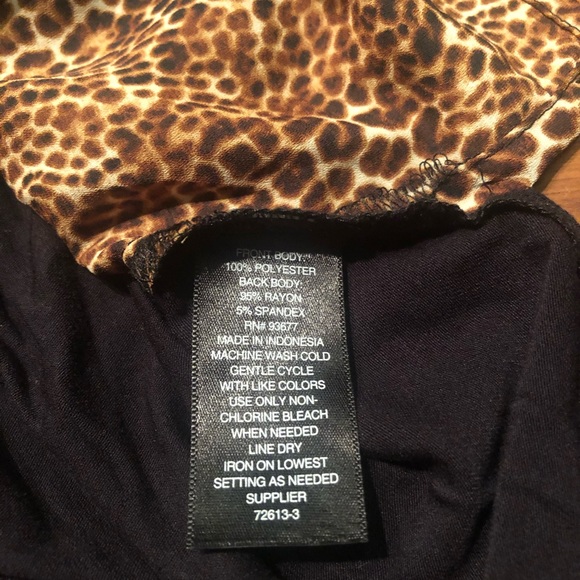 FRONT BODY:
100% POLYESTER
BACK BODY:
95% RAYON
5% SPANDEX
RN# 93677
MADE IN INDONESIA
MACHINE WASH COLD
GENTLE CYCLE
WITH LIKE COLORS
USE ONLY NON-
CHLORINE BLEACH
WHEN NEEDED
LINE DRY
IRON ON LOWEST
SETTING AS NEEDED
SUPPLIER
72613-3